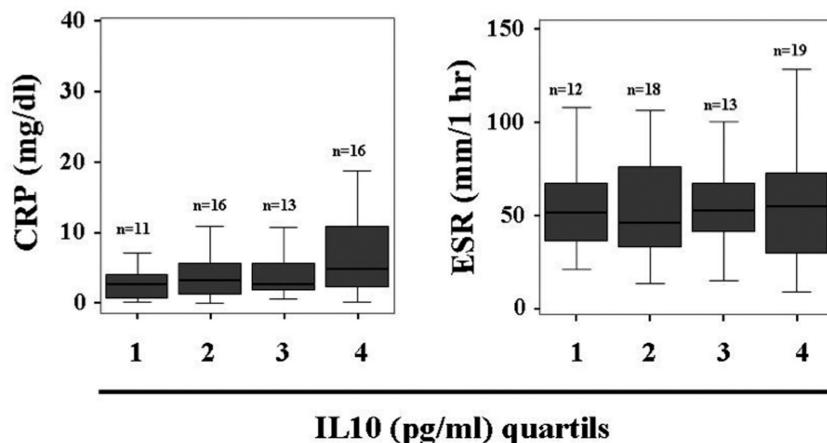 CRP (mg/dl)
40
30
20
10
0
n=11
n=16
n=13
n=16
1 2 3 4
ESR (mm/1 hr)
150
100
50
0
n=12
n=18
n=13
n=19
1 2 3 4
IL10 (pg/ml) quartils